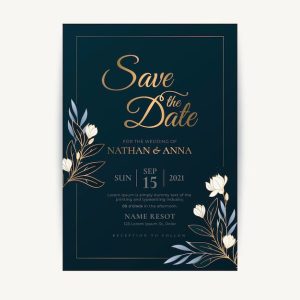 Save
the
Date
FOR THE WEDDING OF
NATHAN & ANNA
SUN
SEP
15
2021
NAME RESOT
RECEPTION TO FOLLOW